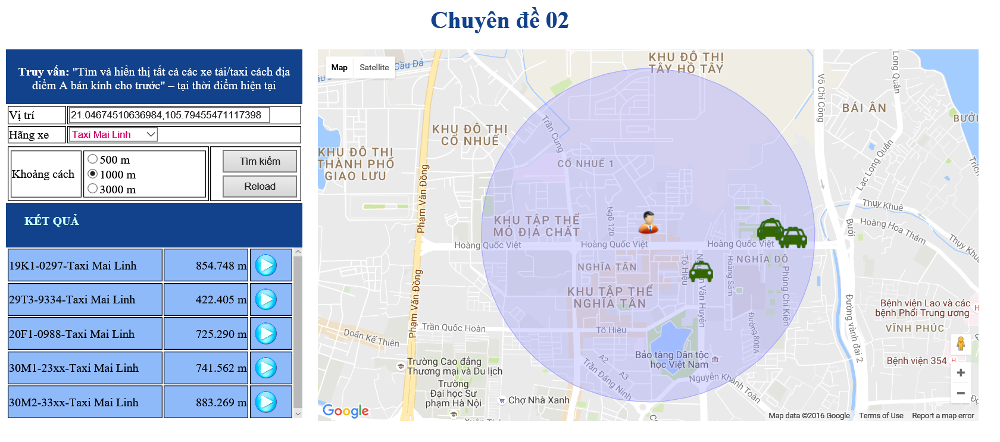 Chuyên đề 02
Truy vấn: "Tìm và hiển thị tất cả các xe tải/taxi cách địa
điểm A bán kính cho trước" – tại thời điểm hiện tại
Vị trí
21.04674510636984,105.79455471117398
Hãng xe
Taxi Mai Linh
Khoảng cách
500 m
1000 m
3000 m
Tìm kiếm
Reload
KẾT QUẢ
19K1-0297-Taxi Mai Linh 854.748 m
29T3-9334-Taxi Mai Linh 422.405 m
20F1-0988-Taxi Mai Linh 725.290 m
30M1-23xx-Taxi Mai Linh 741.562 m
30M2-33xx-Taxi Mai Linh 883.269 m
Map
Satellite
Cầu Đá
KHU ĐÔ THỊ
TÂY HỒ TÂY
Long Quân
Võ Chí Công
BÁI ÂN
BƯỞI
KHU ĐÔ THỊ
CỔ NHUẾ
Trần Cung
KHU ĐÔ THỊ
THÀNH PHỐ
GIAO LƯU
CỔ NHUẾ 1
Lạc Long Quân
Trích
Phạm Văn Đồng
Thụy Khuê
Ngõ 120
KHU TẬP THỂ
MỎ ĐỊA CHẤT
Hoàng Hoa Thám
Bưởi
Thụy Khuê
Hoàng Quốc Việt
Hoàng Quốc Việt
Hoàng Quốc Việt
NGHĨA TÂN
Tô Hiệu
Nguyễn Văn Huyên
Hoàng Sâm
NGHĨA ĐÔ
Phùng Chí Kiên
Phạm Văn Đồng
KHU TẬP THỂ
NGHĨA TÂN
Đường vành đai 2
Bệnh viện Lao và các
bệnh Phổi Trung ương
VĨNH PHÚC
Trần Quốc Hoàn
Tô Hiệu
Đường 800A
Doãn Kế Thiện
Bảo tàng Dân tộc
học Việt Nam
A2
A3
Trần Đăng Ninh
Nguyễn Khánh Toàn
Bệnh viện 354
Trường Cao đẳng
Thương mại và Du lịch
Trường
Đại học Sư
phạm Hà Nội
Chợ Nhà Xanh
Google
Map data ©2016 Google
Terms of Use
Report a map error